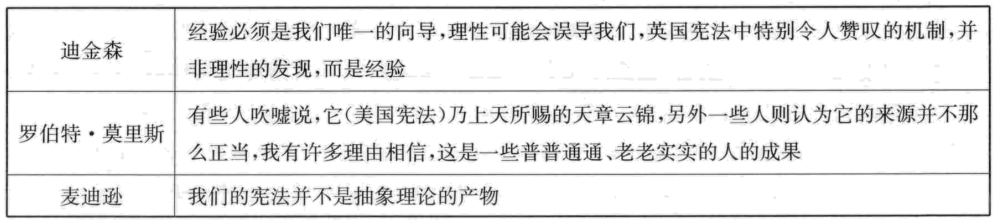 迪金森
经验必须是我们唯一的向导,理性可能会误导我们,英国宪法中特别令人赞叹的机制,并
非理性的发现,而是经验
罗伯特·莫里斯
有些人吹嘘说,它(美国宪法)乃上天所赐的天章云锦,另外一些人则认为它的来源并不那
么正当,我有许多理由相信,这是一些普普通通、老老实实的人的成果
麦迪逊
我们的宪法并不是抽象理论的产物